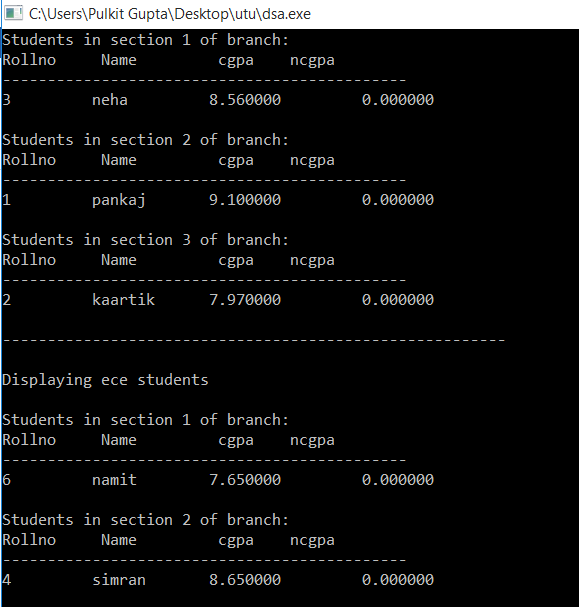 C:\Users\Pulkit Gupta\Desktop\utu\dsa.exe
Students in section 1 of branch:
Rollno     Name         cgpa    ncgpa
---------------------------------------------
3         neha         8.560000         0.000000

Students in section 2 of branch:
Rollno     Name         cgpa    ncgpa
---------------------------------------------
1         pankaj       9.100000         0.000000

Students in section 3 of branch:
Rollno     Name         cgpa    ncgpa
---------------------------------------------
2         kaartik      7.970000         0.000000

--------------------------------------------------------

Displaying ece students

Students in section 1 of branch:
Rollno     Name         cgpa    ncgpa
---------------------------------------------
6         namit        7.650000         0.000000

Students in section 2 of branch:
Rollno     Name         cgpa    ncgpa
---------------------------------------------
4         simran       8.650000         0.000000